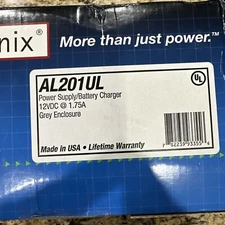 nix®
More than just power.™
AL201UL
UL
Power Supply/Battery Charger
12VDC @ 1.75A
Grey Enclosure
Made in USA • Lifetime Warranty